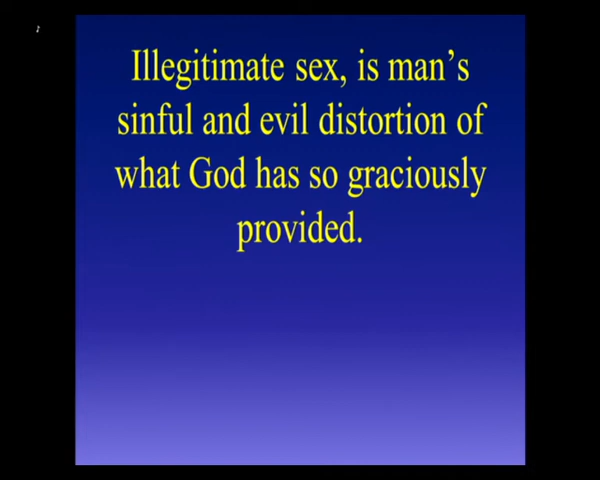 Illegitimate sex, is man’s
sinful and evil distortion of
what God has so graciously
provided.